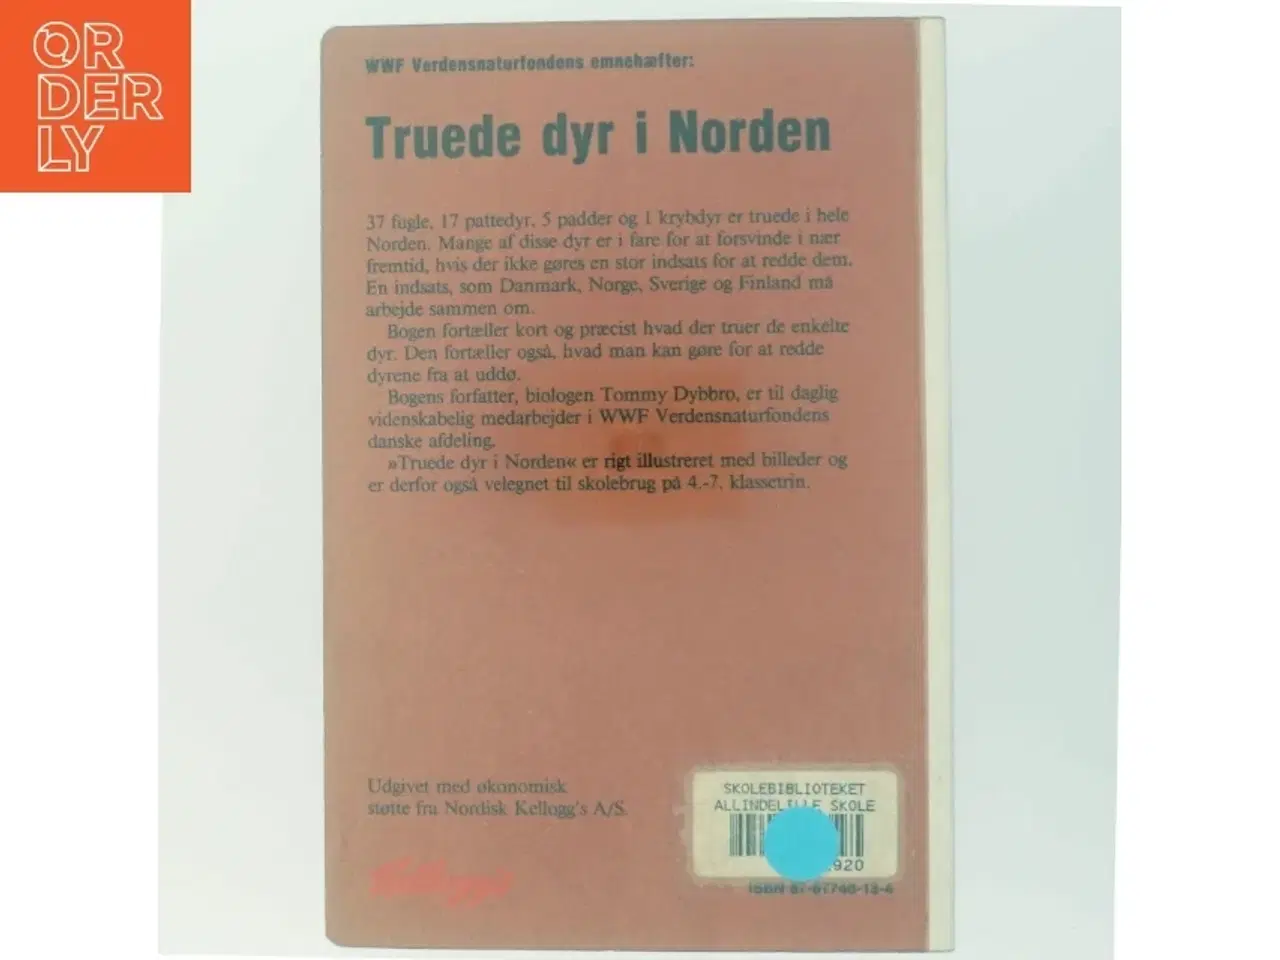 ORDERLY
WWF Verdensnaturfondens emnehæfter:
Truede dyr i Norden
37 fugle, 17 pattedyr, 5 padder og 1 krybdyr er truede i hele
Norden. Mange af disse dyr er i fare for at forsvinde i nær
fremtid, hvis der ikke gøres en stor indsats for at redde dem.
En indsats, som Danmark, Norge, Sverige og Finland må
arbejde sammen om.
Bogen fortæller kort og præcist hvad der truer de enkelte
dyr. Den fortæller også, hvad man kan gøre for at redde
dyrene fra at uddø.
Bogens forfatter, biologen Tommy Dybbro, er til daglig
videnskabelig medarbejder i WWF Verdensnaturfondens
danske afdeling.
»Truede dyr i Norden« er rigt illustreret med billeder og
er derfor også velegnet til skolebrug på 4.-7. klassetrin.
Udgivet med økonomisk
støtte fra Nordisk Kellogg's A/S.
Kellogg's
SKOLEBIBLIOTEKET
ALLINDELILLE SKOLE
920
ISBN 87-87740-13-4